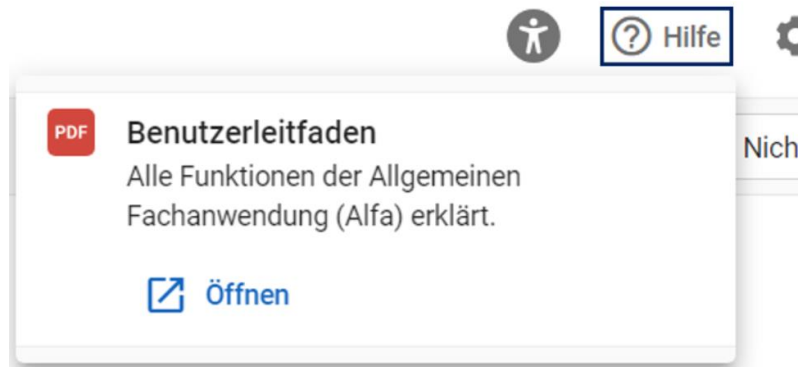 Hilfe
PDF
Benutzerleitfaden
Nich
Alle Funktionen der Allgemeinen
Fachanwendung (Alfa) erklärt.
Öffnen